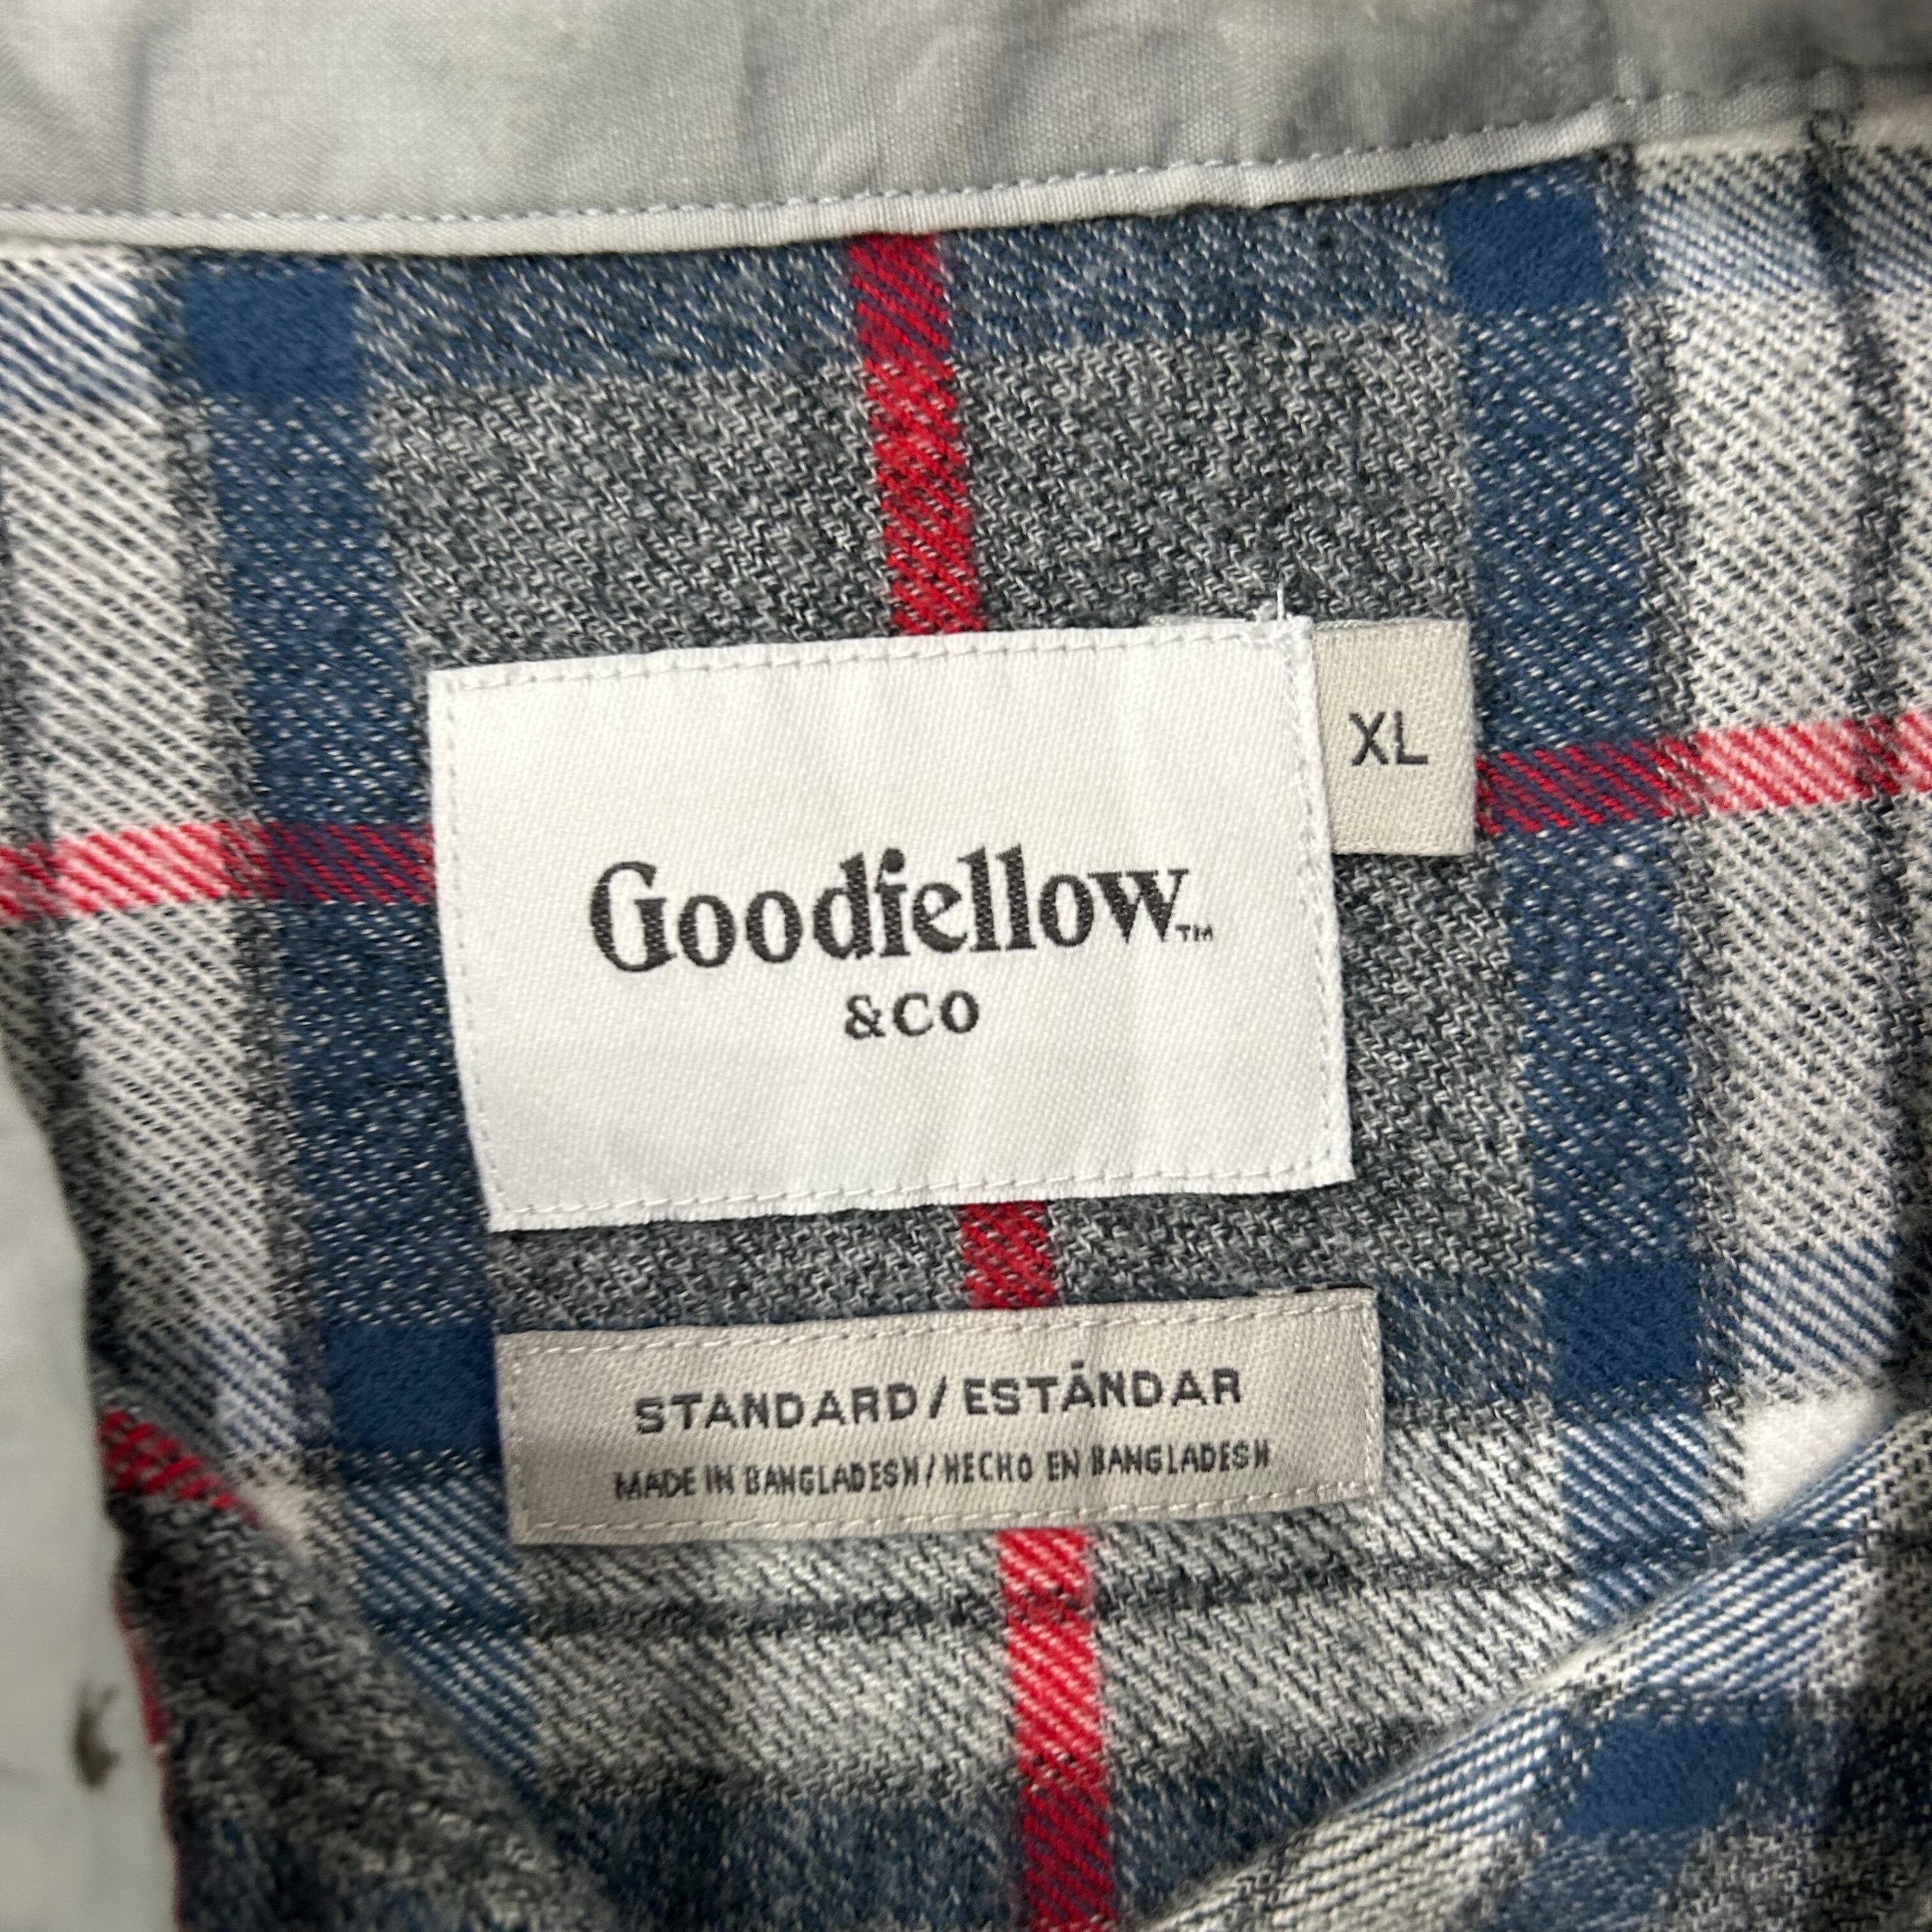 XL
Goodfellow™
&CO
STANDARD/ESTÁNDAR
MADE IN BANGLADESH/HECHO EN BANGLADESH